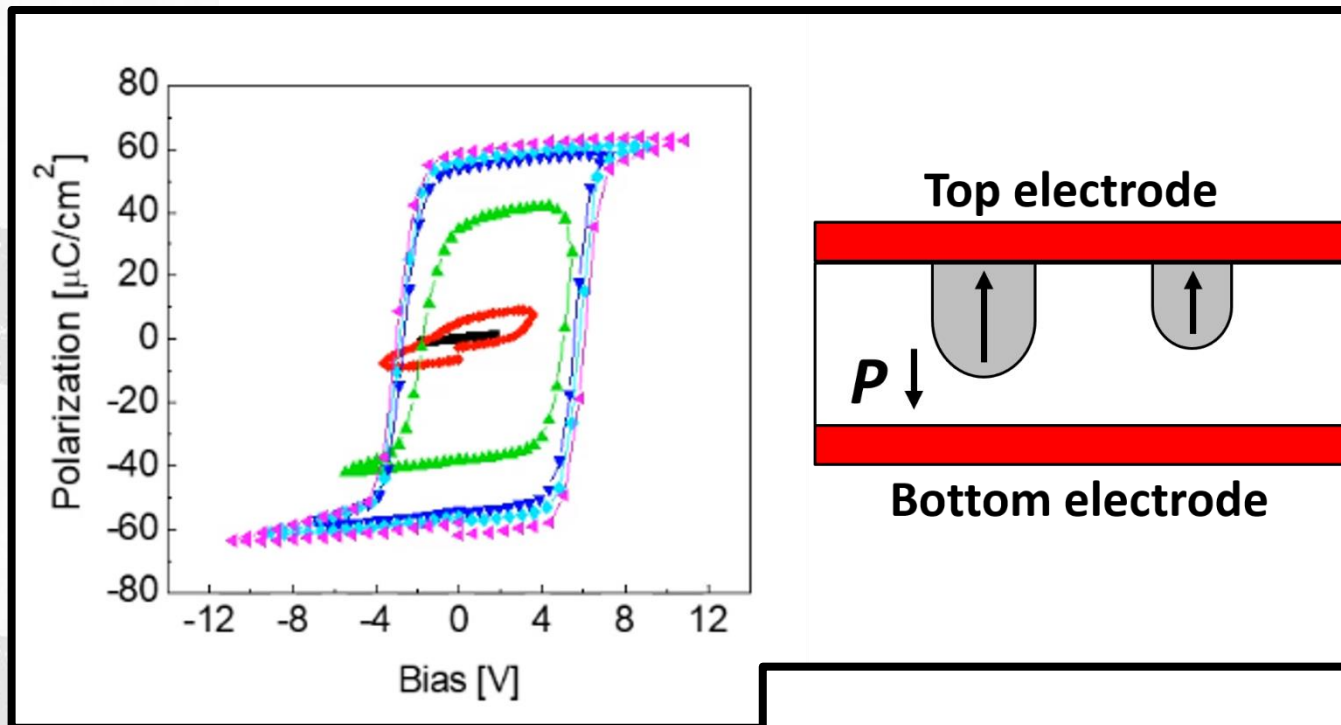 80
60
40
20
0
-20
-40
-60
-80
Polarization [μC/cm²]
-12 -8 -4 0 4 8 12
Bias [V]
Top electrode
P
Bottom electrode